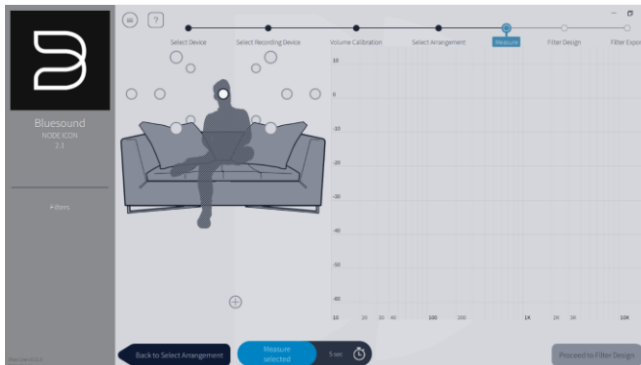 ?
Select Device
Select Recording Device
Volume Calibration
Select Arrangement
Measure
Filter Design
Filter Export
Bluesound
NODE ICON
2.1
Filters
10
0
-10
-20
-30
-40
-50
-60
10 20 30 40 100 200 1K 2K 3K 10K
Back to Select Arrangement
Measure
selected
5 sec
Proceed to Filter Design